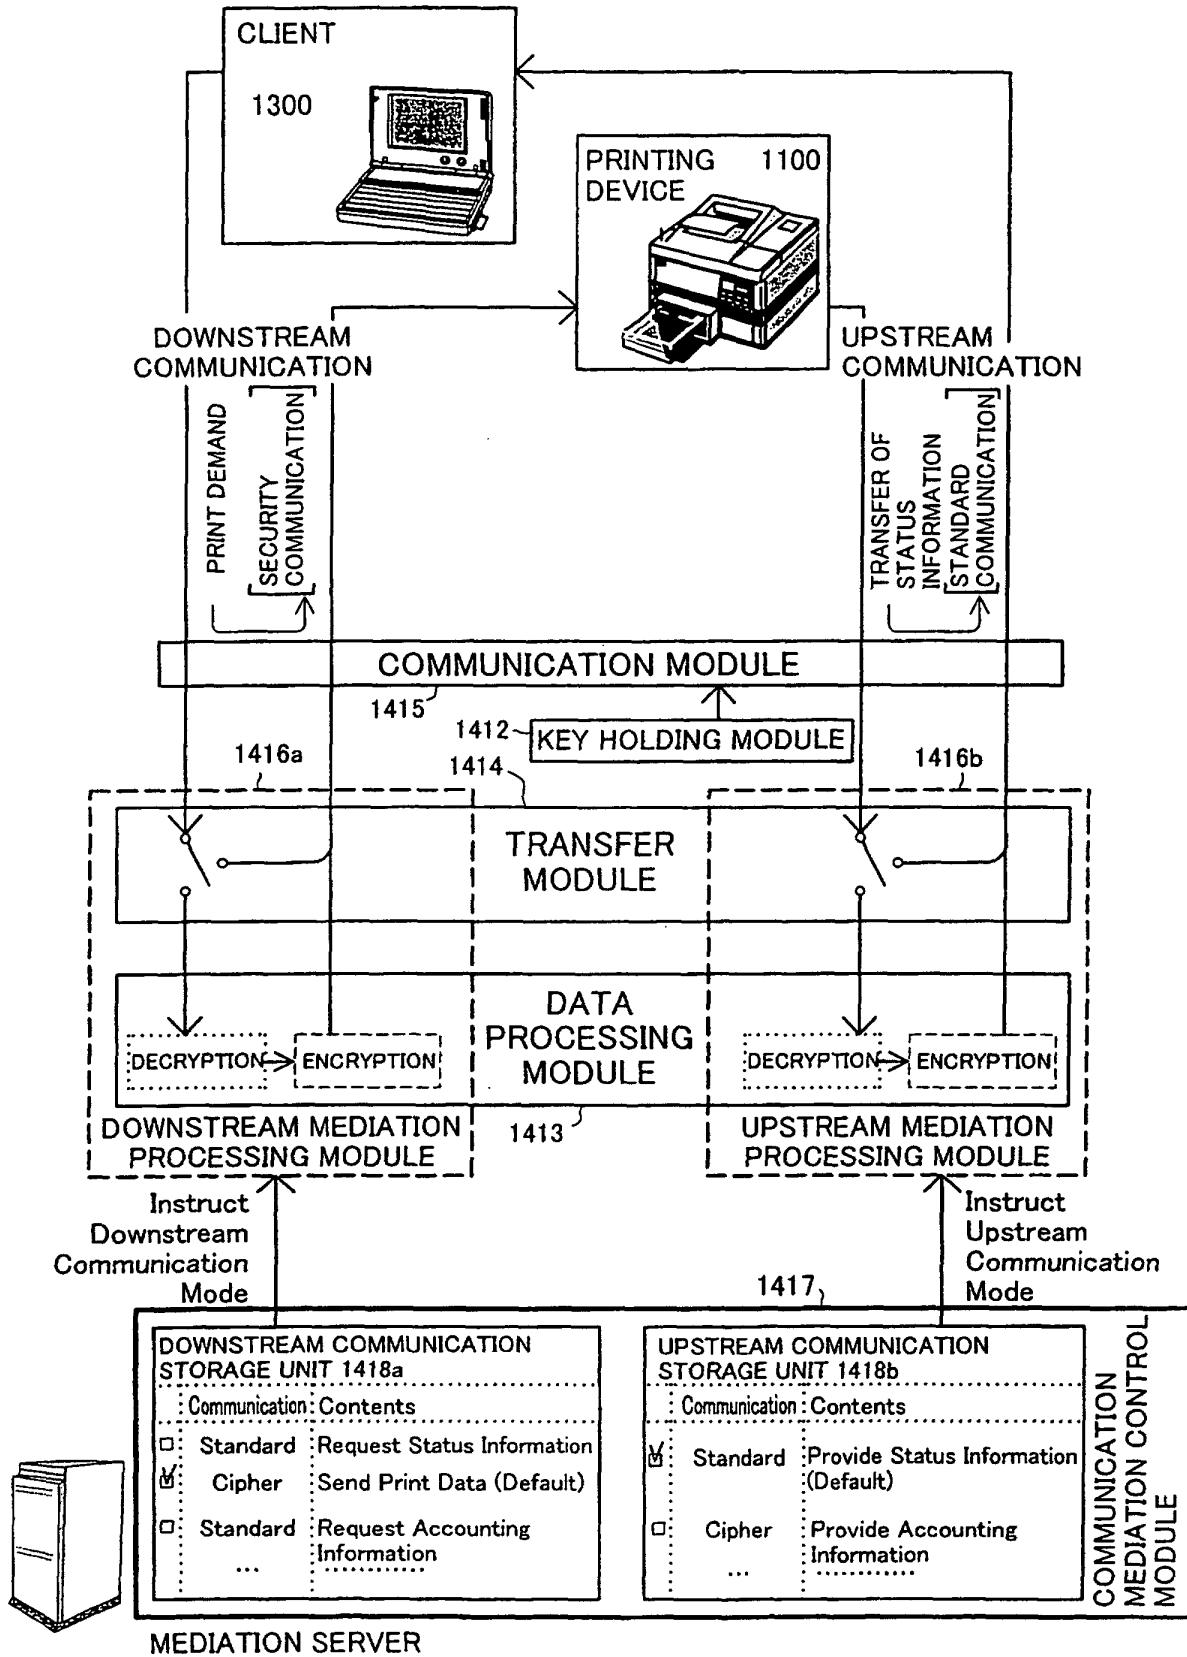 CLIENT
1300
PRINTING 1100
DEVICE
DOWNSTREAM
COMMUNICATION
UPSTREAM
COMMUNICATION
PRINT DEMAND
SECURITY
COMMUNICATION
TRANSFER OF
STATUS
INFORMATION
STANDARD
COMMUNICATION
COMMUNICATION MODULE
1415
1412
KEY HOLDING MODULE
1416a
1414
1416b
TRANSFER
MODULE
DATA
PROCESSING
MODULE
DECRYPTION
ENCRYPTION
DECRYPTION
ENCRYPTION
1413
DOWNSTREAM MEDIATION
PROCESSING MODULE
UPSTREAM MEDIATION
PROCESSING MODULE
Instruct
Downstream
Communication
Mode
Instruct
Upstream
Communication
Mode
1417
DOWNSTREAM COMMUNICATION
STORAGE UNIT 1418a
Communication Contents
Standard Request Status Information
Cipher Send Print Data (Default)
Standard Request Accounting
Information
...
UPSTREAM COMMUNICATION
STORAGE UNIT 1418b
Communication Contents
Standard Provide Status Information
(Default)
Cipher Provide Accounting
Information
...
COMMUNICATION
MEDIATION CONTROL
MODULE
MEDIATION SERVER